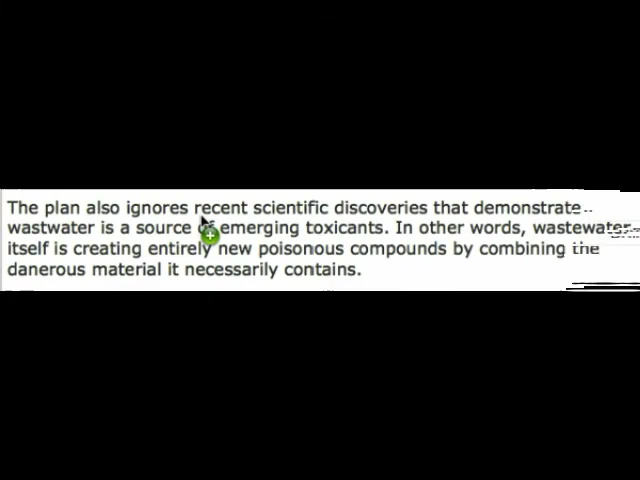 The plan also ignores recent scientific discoveries that demonstrate
wastwater is a source of emerging toxicants. In other words, wastewater
itself is creating entirely new poisonous compounds by combining the
danerous material it necessarily contains.